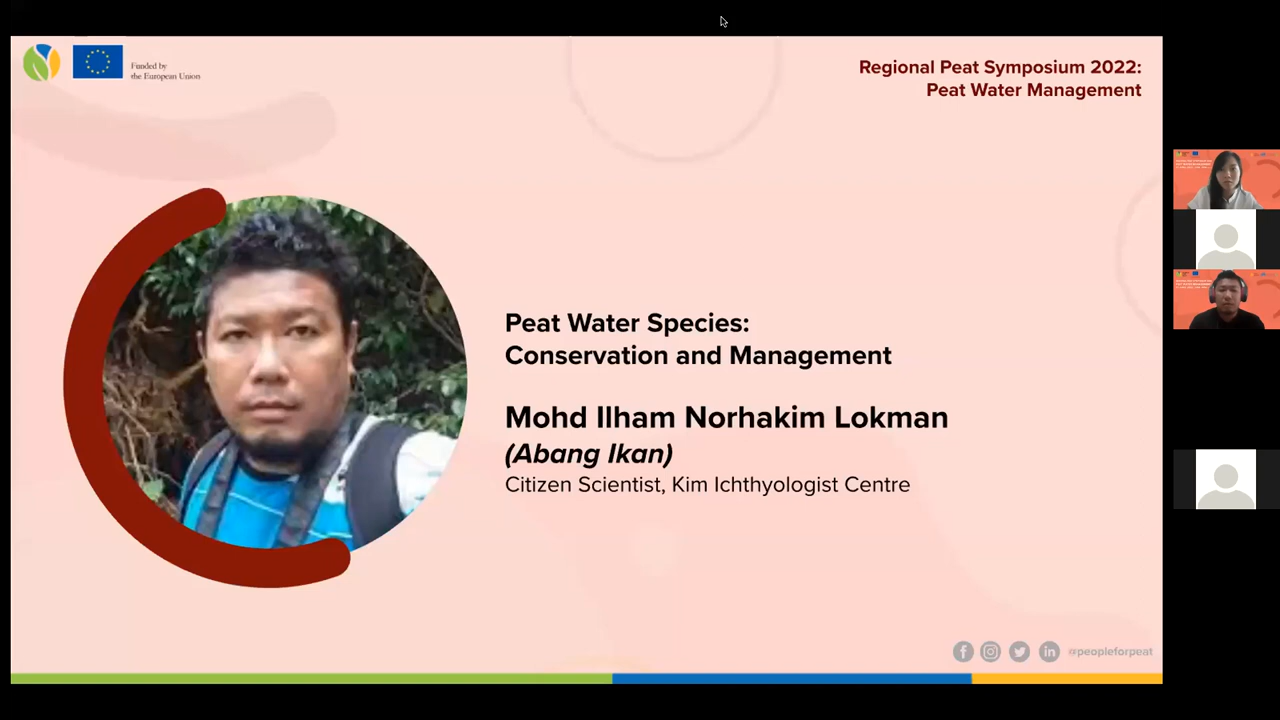 Funded by
the European Union
Regional Peat Symposium 2022:
Peat Water Management
Peat Water Species:
Conservation and Management
Mohd Ilham Norhakim Lokman
(Abang Ikan)
Citizen Scientist, Kim Ichthyologist Centre
@peopleforpeat